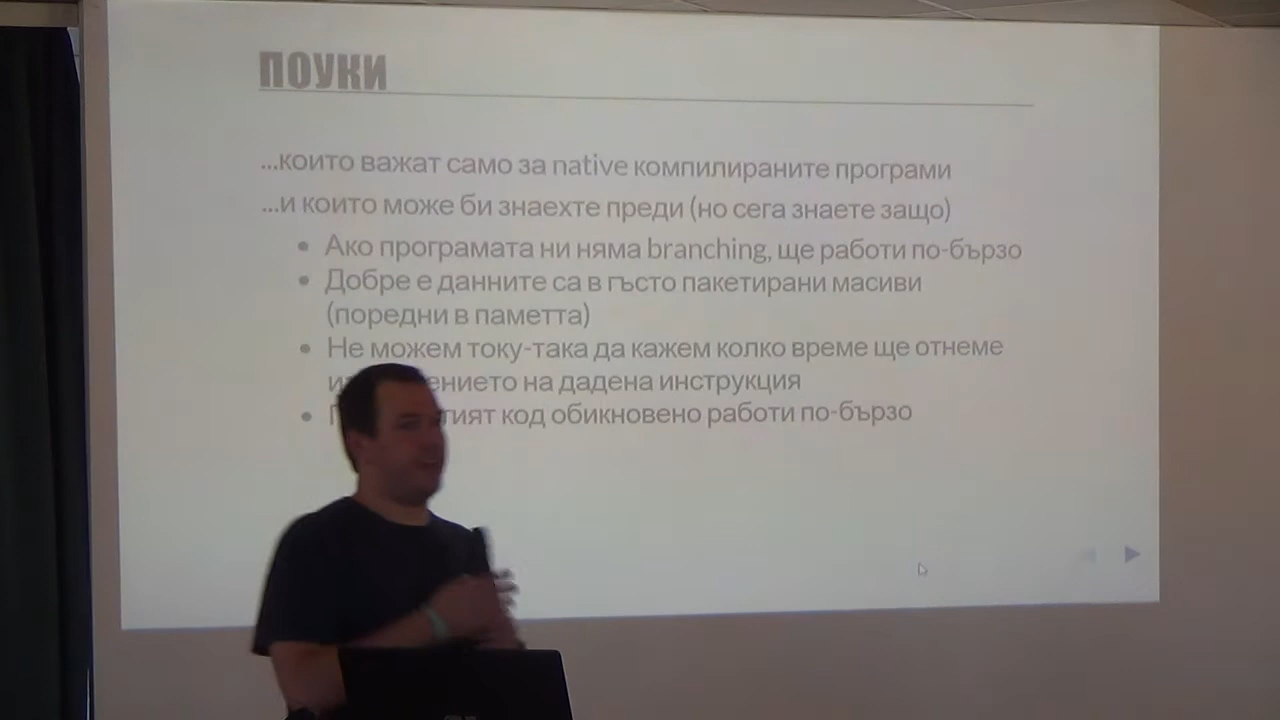 ПОУКИ
...които важат само за native компилираните програми
...и които може би знаехте преди (но сега знаете защо)
• Ако програмата ни няма branching, ще работи по-бързо
• Добре е данните са в гъсто пакетирани масиви
(поредни в паметта)
• Не можем току-така да кажем колко време ще отнеме
на дадена инструкция
• код обикновено работи по-бързо